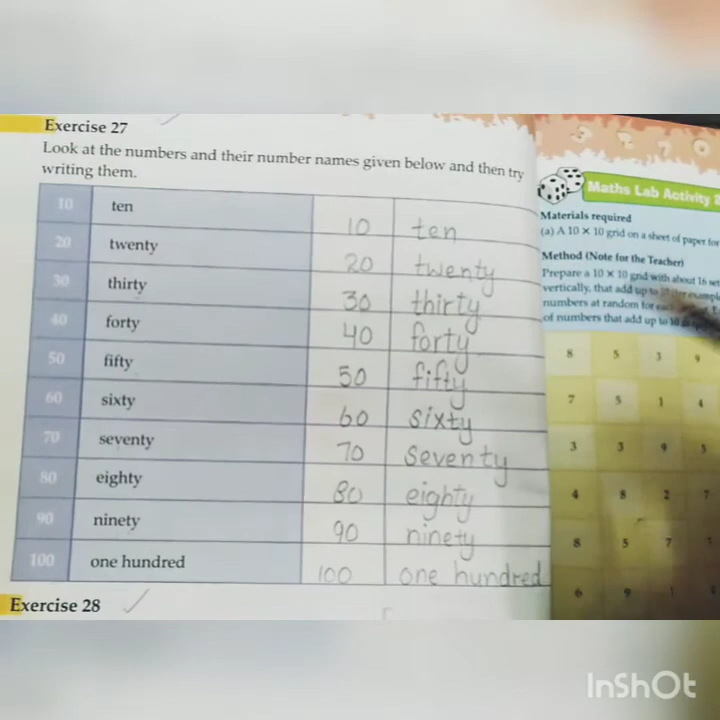 Exercise 27
Look at the numbers and their number names given below and then try
writing them.
10 ten 10 ten
20 twenty 20 twenty
30 thirty 30 thirty
40 forty 40 forty
50 fifty 50 fifty
60 sixty 60 sixty
70 seventy 70 seventy
80 eighty 80 eighty
90 ninety 90 ninety
100 one hundred 100 one hundred
Exercise 28
Maths Lab Activity
Materials required
(a) A 10 × 10 grid on a sheet of paper for
Method (Note for the Teacher)
Prepare a 10 × 10 grid with about 16
vertically, that add up to
numbers at random for
of numbers that add up to 10
8 5 3 9
7 5 1 4
3 3 9 5
4 8 2 7
8 5 7
6 9 1
InShOt